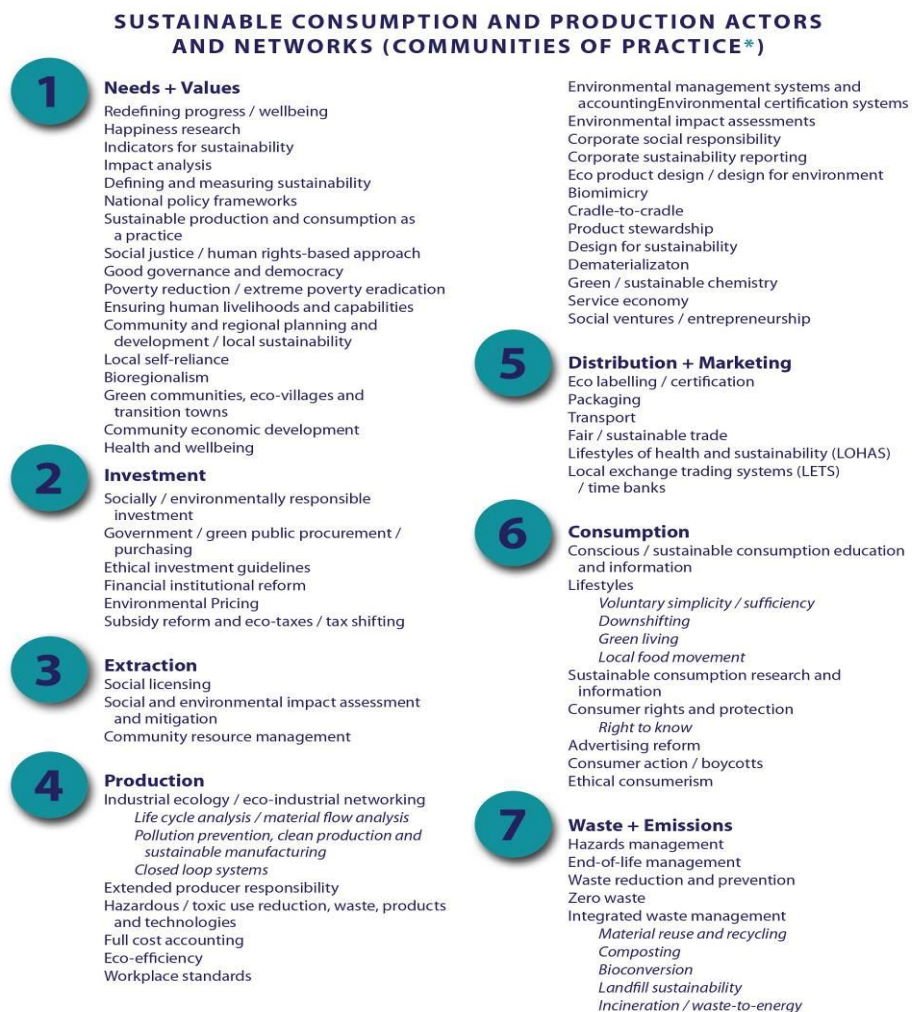 SUSTAINABLE CONSUMPTION AND PRODUCTION ACTORS
AND NETWORKS (COMMUNITIES OF PRACTICE*)
1
Needs + Values
Redefining progress / wellbeing
Happiness research
Indicators for sustainability
Impact analysis
Defining and measuring sustainability
National policy frameworks
Sustainable production and consumption as
a practice
Social justice / human rights-based approach
Good governance and democracy
Poverty reduction / extreme poverty eradication
Ensuring human livelihoods and capabilities
Community and regional planning and
development / local sustainability
Local self-reliance
Bioregionalism
Green communities, eco-villages and
transition towns
Community economic development
Health and wellbeing
2
Investment
Socially / environmentally responsible
investment
Government / green public procurement /
purchasing
Ethical investment guidelines
Financial institutional reform
Environmental Pricing
Subsidy reform and eco-taxes / tax shifting
3
Extraction
Social licensing
Social and environmental impact assessment
and mitigation
Community resource management
4
Production
Industrial ecology / eco-industrial networking
Life cycle analysis / material flow analysis
Pollution prevention, clean production and
sustainable manufacturing
Closed loop systems
Extended producer responsibility
Hazardous / toxic use reduction, waste, products
and technologies
Full cost accounting
Eco-efficiency
Workplace standards
Environmental management systems and
accountingEnvironmental certification systems
Environmental impact assessments
Corporate social responsibility
Corporate sustainability reporting
Eco product design / design for environment
Biomimicry
Cradle-to-cradle
Product stewardship
Design for sustainability
Dematerializaton
Green / sustainable chemistry
Service economy
Social ventures / entrepreneurship
5
Distribution + Marketing
Eco labelling / certification
Packaging
Transport
Fair / sustainable trade
Lifestyles of health and sustainability (LOHAS)
Local exchange trading systems (LETS)
/ time banks
6
Consumption
Conscious / sustainable consumption education
and information
Lifestyles
Voluntary simplicity / sufficiency
Downshifting
Green living
Local food movement
Sustainable consumption research and
information
Consumer rights and protection
Right to know
Advertising reform
Consumer action / boycotts
Ethical consumerism
7
Waste + Emissions
Hazards management
End-of-life management
Waste reduction and prevention
Zero waste
Integrated waste management
Material reuse and recycling
Composting
Bioconversion
Landfill sustainability
Incineration / waste-to-energy